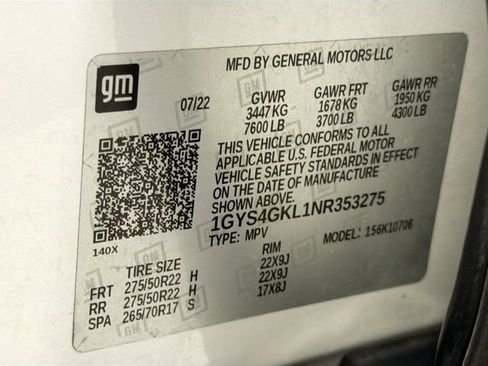 MFD BY GENERAL MOTORS LLC
gm
07/22
GVWR GAWR FRT GAWR RR
3447 KG 1678 KG 1950 KG
7600 LB 3700 LB 4300 LB
THIS VEHICLE CONFORMS TO ALL
APPLICABLE U.S. FEDERAL MOTOR
VEHICLE SAFETY STANDARDS IN EFFECT
ON THE DATE OF MANUFACTURE
SHOWN ABOVE.
1GYS4GKL1NR353275
TYPE: MPV MODEL: 156K10706
140X
TIRE SIZE RIM
FRT 275/50R22 H 22X9J
RR 275/50R22 H 22X9J
SPA 265/70R17 S 17X8J